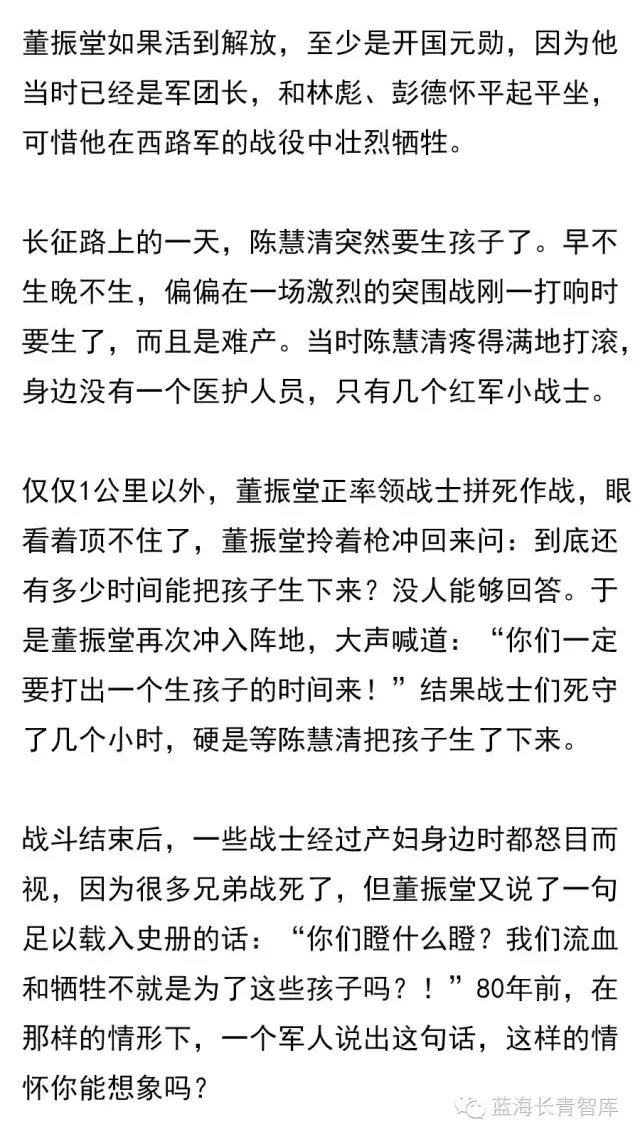 董振堂如果活到解放，至少是开国元勋，因为他
当时已经是军团长，和林彪、彭德怀平起平坐，
可惜他在西路军的战役中壮烈牺牲。
长征路上的一天，陈慧清突然要生孩子了。早不
生晚不生，偏偏在一场激烈的突围战刚一打响时
要生了，而且是难产。当时陈慧清疼得满地打滚，
身边没有一个医护人员，只有几个红军小战士。
仅仅1公里以外，董振堂正率领战士拼死作战，眼
看着顶不住了，董振堂拎着枪冲回来问：到底还
有多少时间能把孩子生下来？没人能够回答。于
是董振堂再次冲入阵地，大声喊道：“你们一定
要打出一个生孩子的时间来！”结果战士们死守
了几个小时，硬是等陈慧清把孩子生了下来。
战斗结束后，一些战士经过产妇身边时都怒目而
视，因为很多兄弟战死了，但董振堂又说了一句
足以载入史册的话：“你们瞪什么瞪？我们流血
和牺牲不就是为了这些孩子吗？！”80年前，在
那样的情形下，一个军人说出这句话，这样的情
怀你能想象吗？
蓝海长青智库